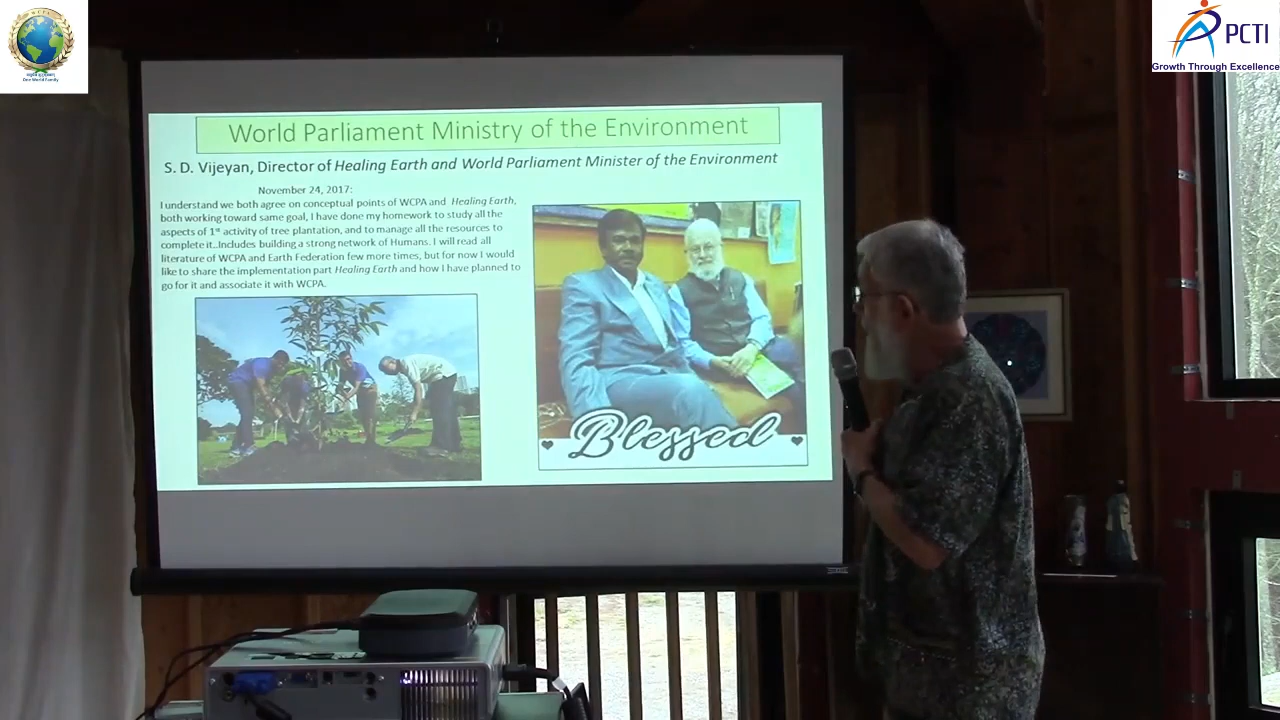 WCPA
One World Family
PCTI
Growth Through Excellence
World Parliament Ministry of the Environment
S. D. Vijeyan, Director of Healing Earth and World Parliament Minister of the Environment
November 24, 2017:
I understand we both agree on conceptual points of WCPA and Healing Earth,
both working toward same goal, I have done my homework to study all the
aspects of 1st activity of tree plantation, and to manage all the resources to
complete it..Includes building a strong network of Humans. I will read all
literature of WCPA and Earth Federation few more times, but for now I would
like to share the implementation part Healing Earth and how I have planned to
go for it and associate it with WCPA.
Blessed